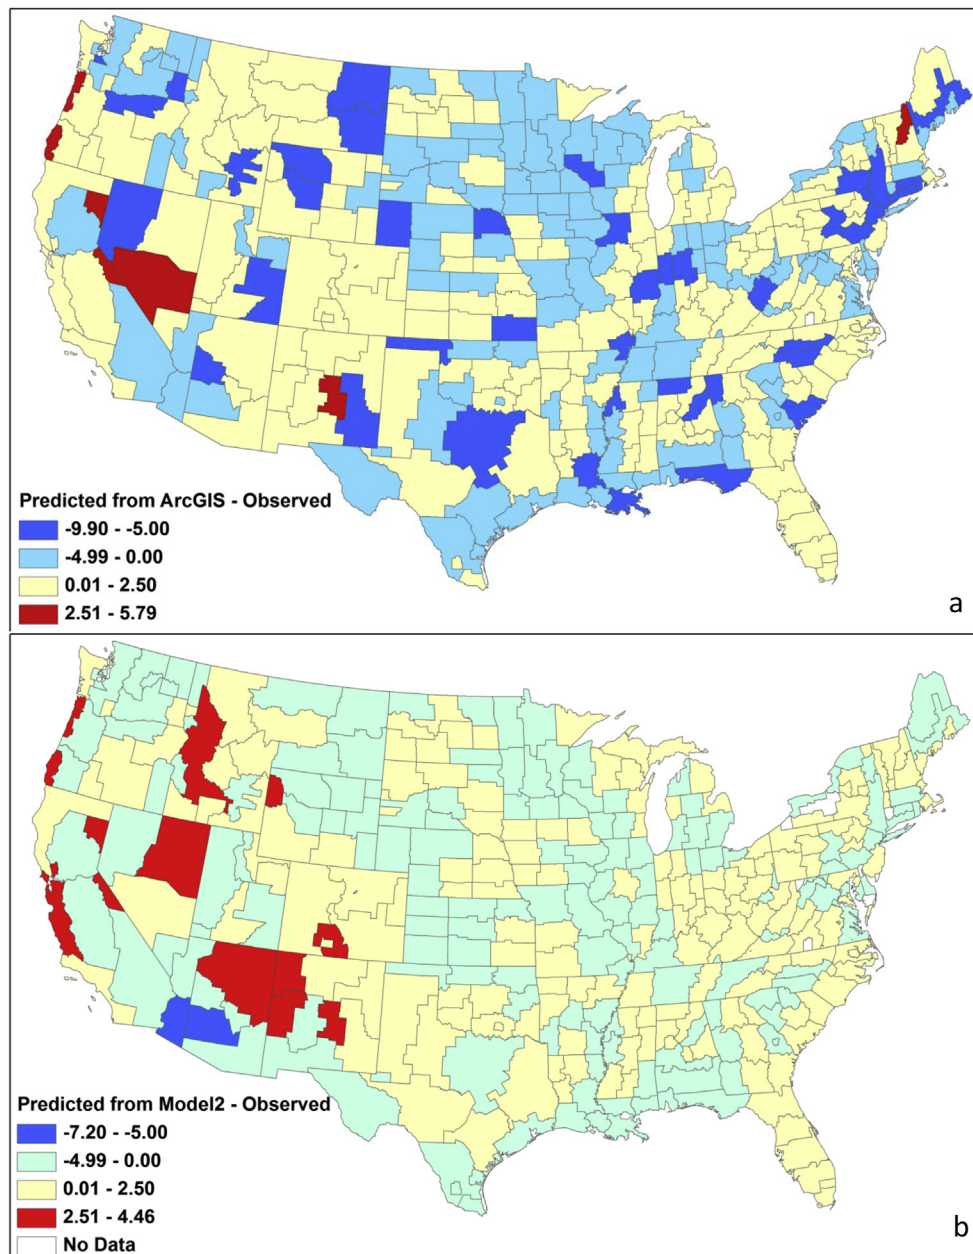 Predicted from ArcGIS - Observed
-9.90 - -5.00
-4.99 - 0.00
0.01 - 2.50
2.51 - 5.79
a
Predicted from Model2 - Observed
-7.20 - -5.00
-4.99 - 0.00
0.01 - 2.50
2.51 - 4.46
No Data
b